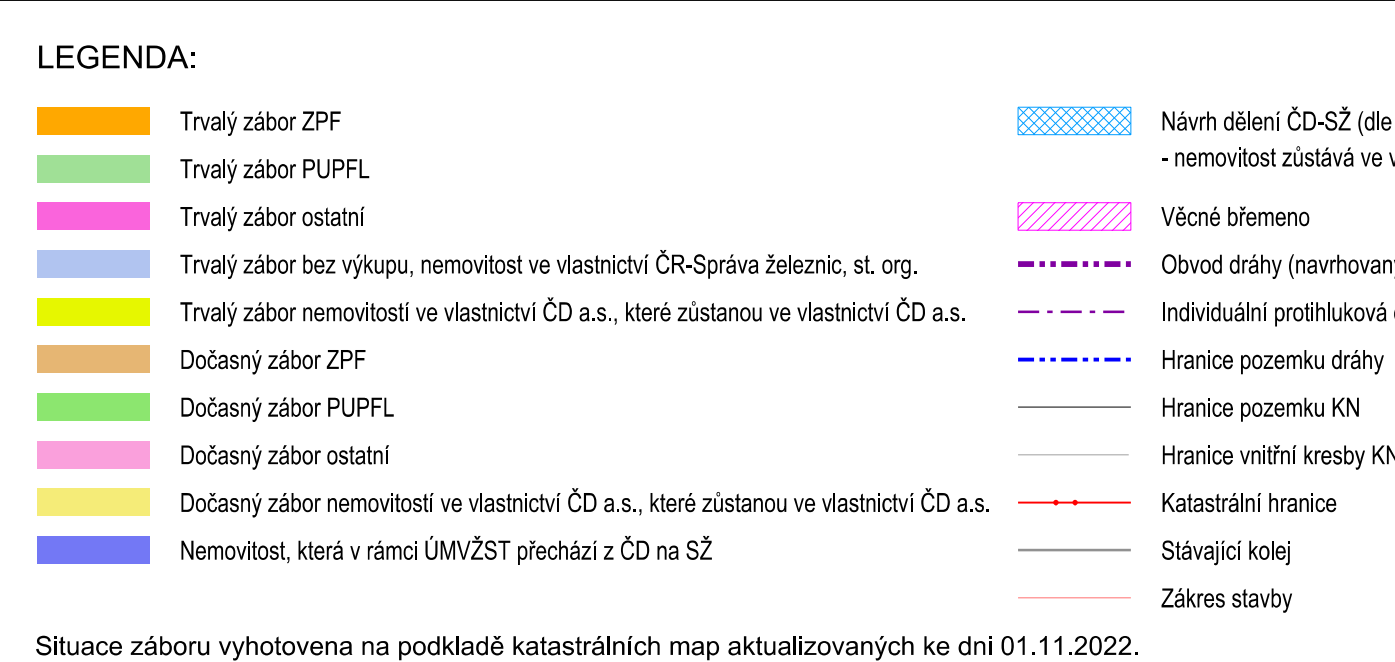 LEGENDA:
Trvalý zábor ZPF
Trvalý zábor PUPFL
Trvalý zábor ostatní
Trvalý zábor bez výkupu, nemovitost ve vlastnictví ČR-Správa železnic, st. org.
Trvalý zábor nemovitostí ve vlastnictví ČD a.s., které zůstanou ve vlastnictví ČD a.s.
Dočasný zábor ZPF
Dočasný zábor PUPFL
Dočasný zábor ostatní
Dočasný zábor nemovitostí ve vlastnictví ČD a.s., které zůstanou ve vlastnictví ČD a.s.
Nemovitost, která v rámci ÚMVŽST přechází z ČD na SŽ
Návrh dělení ČD-SŽ (dle
- nemovitost zůstává ve
Věcné břemeno
Obvod dráhy
Individuální protihluková
Hranice pozemku dráhy
Hranice pozemku KN
Hranice vnitřní kresby KN
Katastrální hranice
Stávající kolej
Zákres stavby
Situace záboru vyhotovena na podkladě katastrálních map aktualizovaných ke dni 01.11.2022.